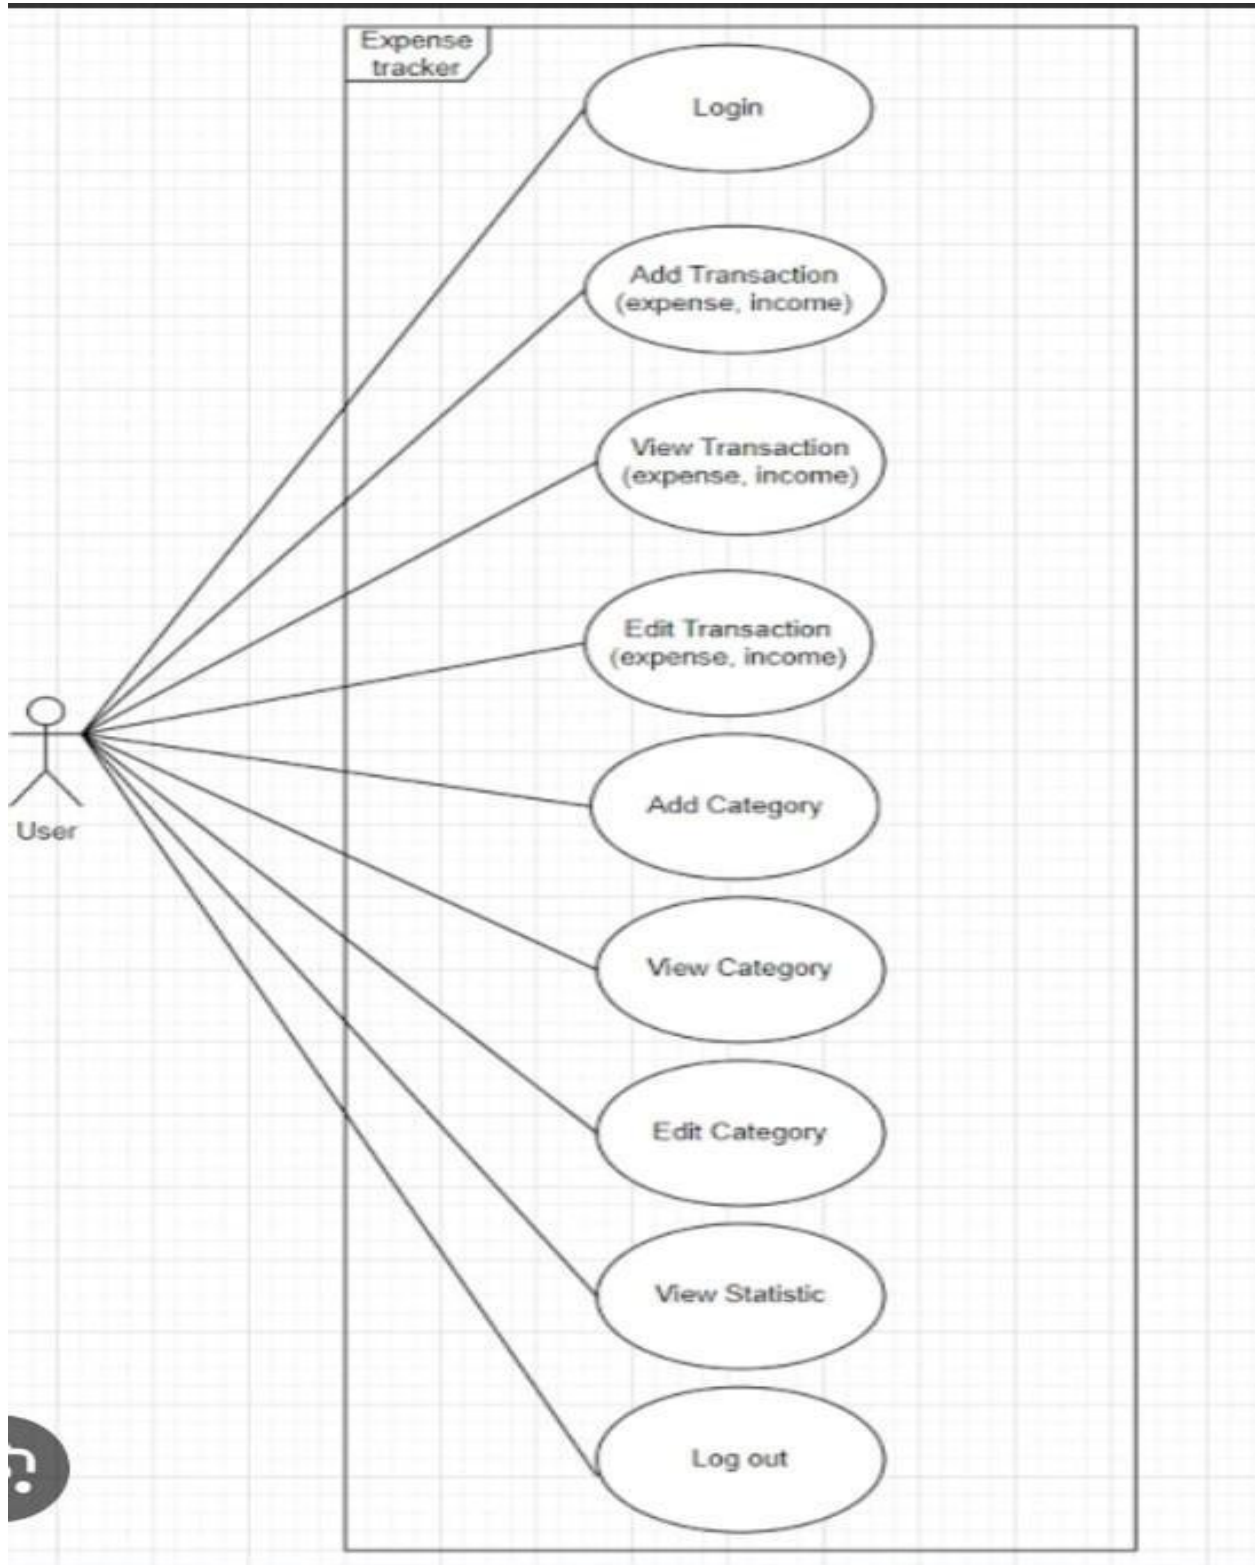 Expense
tracker
Login
Add Transaction
(expense, income)
View Transaction
(expense, income)
Edit Transaction
(expense, income)
Add Category
User
View Category
Edit Category
View Statistic
Log out